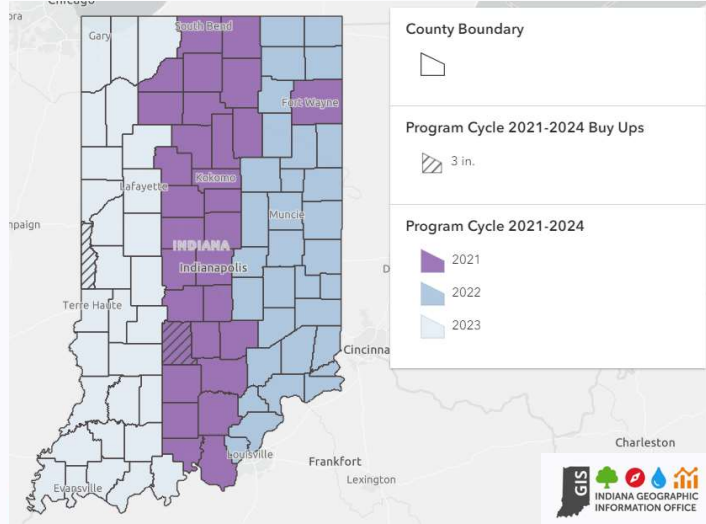 Chicago
ora
Gary
South Bend
Fort Wayne
Lafayette
Kokomo
Muncie
mpaign
INDIANA
Indianapolis
D
Terre Haute
Cincinna
Louisville
Frankfort
Lexington
Evansville
Charleston
County Boundary
Program Cycle 2021-2024 Buy Ups
3 in.
Program Cycle 2021-2024
2021
2022
2023
GIS
INDIANA GEOGRAPHIC
INFORMATION OFFICE